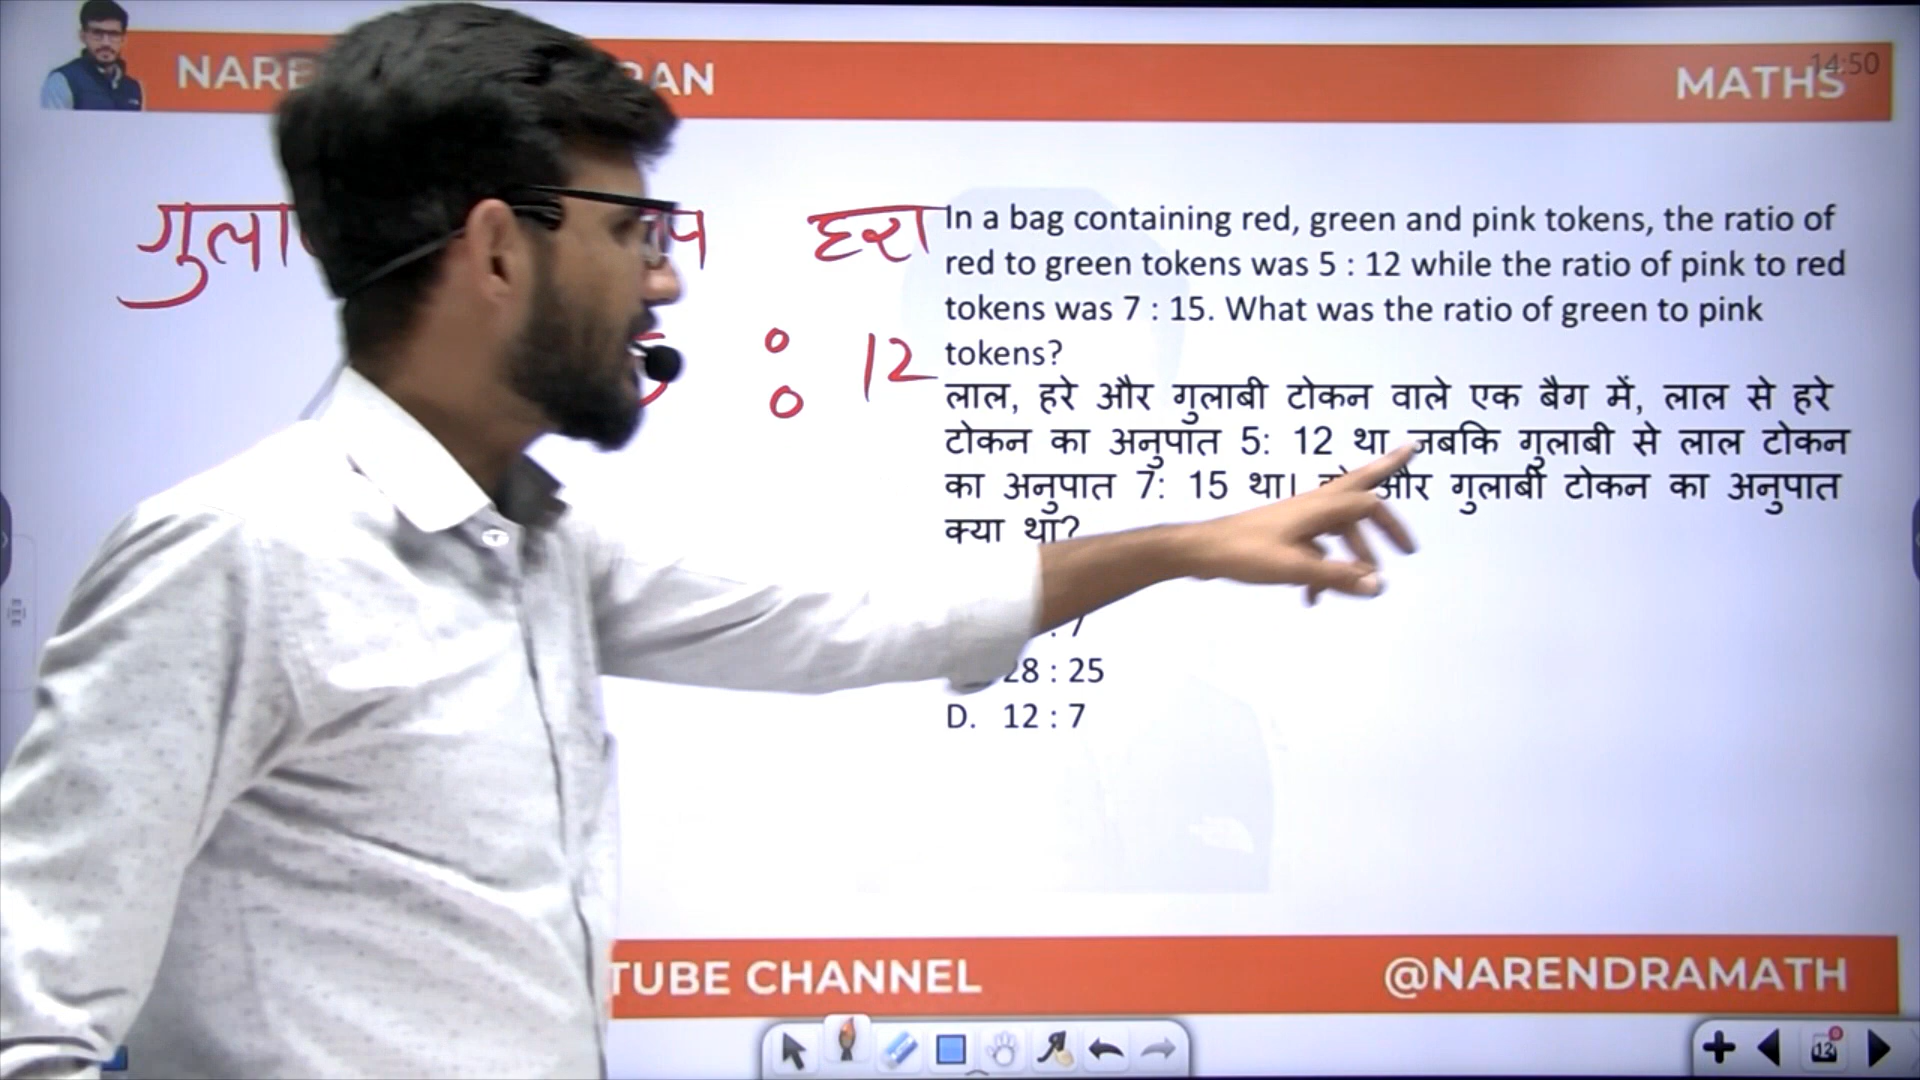 MATHS
14:50
हरा
: 12
In a bag containing red, green and pink tokens, the ratio of
red to green tokens was 5 : 12 while the ratio of pink to red
tokens was 7 : 15. What was the ratio of green to pink
tokens?
लाल, हरे और गुलाबी टोकन वाले एक बैग में, लाल से हरे
टोकन का अनुपात 5: 12 था जबकि गुलाबी से लाल टोकन
का अनुपात 7: 15 था। और गुलाबी टोकन का अनुपात
क्या था?
: 7
28 : 25
D. 12 : 7
TUBE CHANNEL
@NARENDRAMATH
12